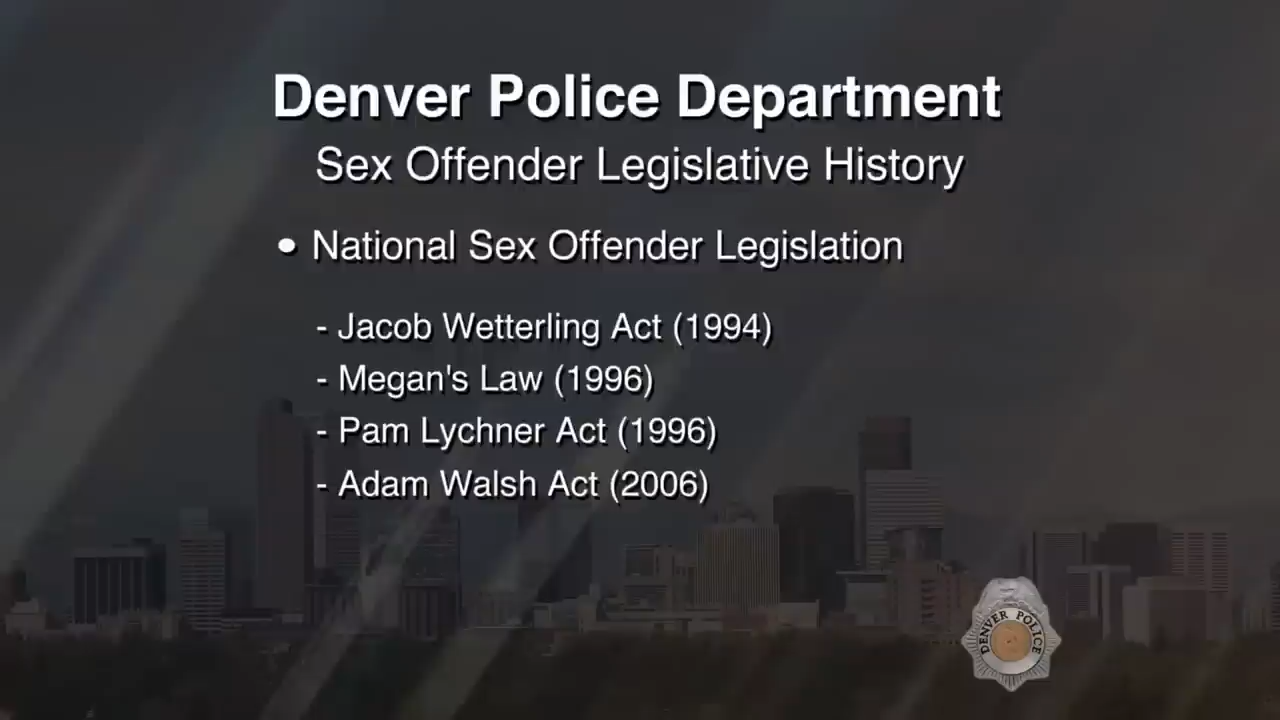 Denver Police Department
Sex Offender Legislative History
• National Sex Offender Legislation
- Jacob Wetterling Act (1994)
- Megan's Law (1996)
- Pam Lychner Act (1996)
- Adam Walsh Act (2006)
DENVER POLICE